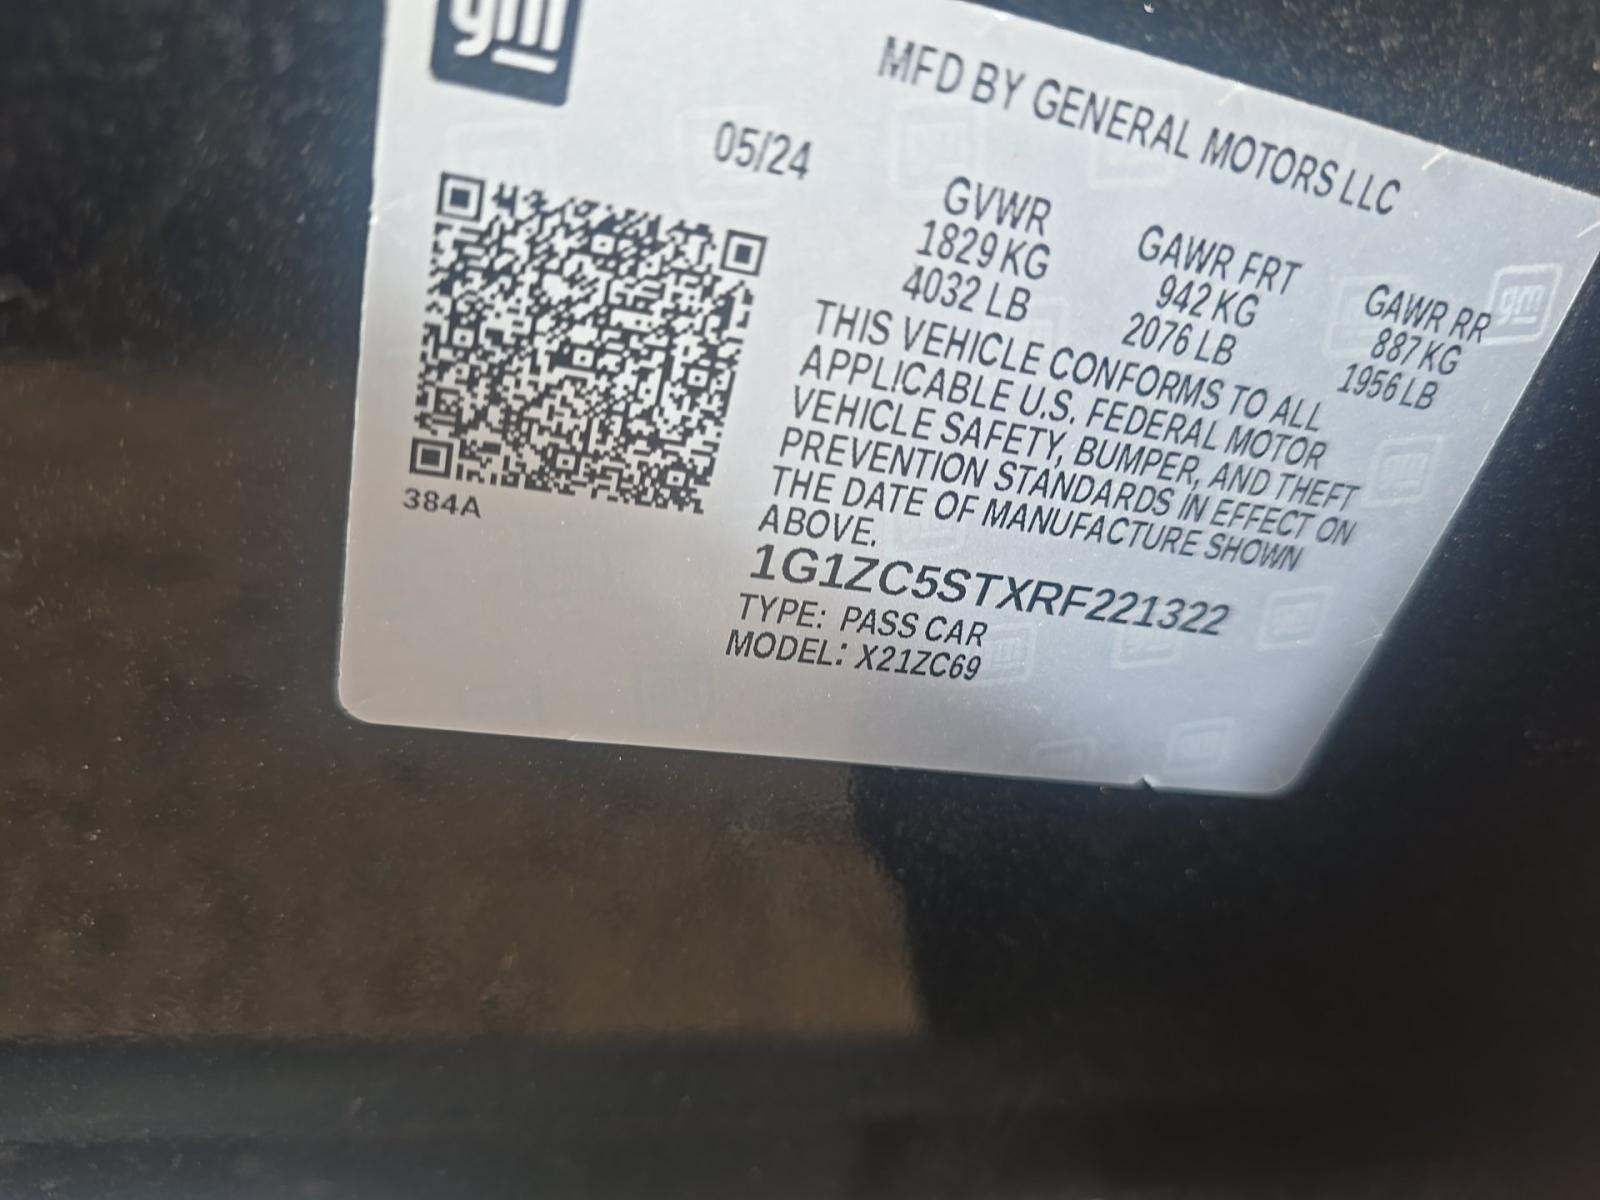 gm
MFD BY GENERAL MOTORS LLC
05/24
GVWR
1829 KG
4032 LB
GAWR FRT
942 KG
2076 LB
GAWR RR
887 KG
1956 LB
THIS VEHICLE CONFORMS TO ALL
APPLICABLE U.S. FEDERAL MOTOR
VEHICLE SAFETY, BUMPER, AND THEFT
PREVENTION STANDARDS IN EFFECT ON
THE DATE OF MANUFACTURE SHOWN
ABOVE.
1G1ZC5STXRF221322
TYPE: PASS CAR
MODEL: X21ZC69
384A